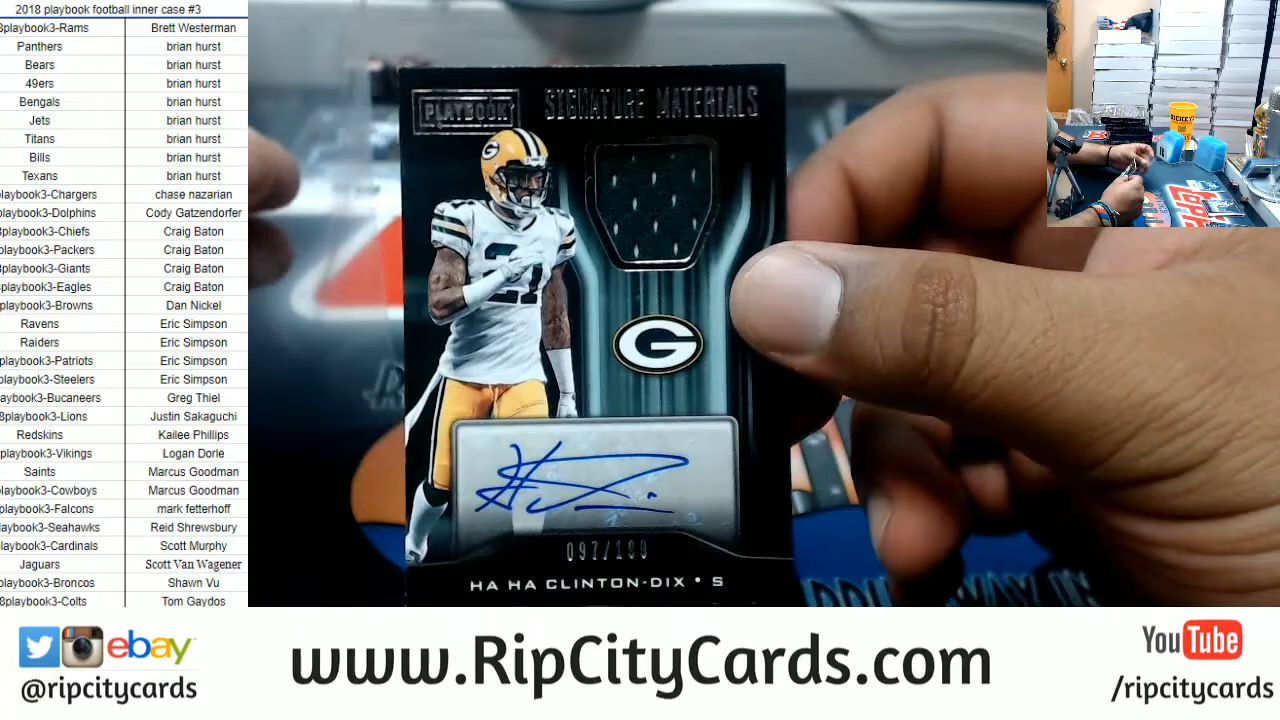 2018 playbook football inner case #3
8playbook3-Rams Brett Westerman
Panthers brian hurst
Bears brian hurst
49ers brian hurst
Bengals brian hurst
Jets brian hurst
Titans brian hurst
Bills brian hurst
Texans brian hurst
playbook3-Chargers chase nazarian
playbook3-Dolphins Cody Gatzendorfer
8playbook3-Chiefs Craig Baton
playbook3-Packers Craig Baton
playbook3-Giants Craig Baton
playbook3-Eagles Craig Baton
playbook3-Browns Dan Nickel
Ravens Eric Simpson
Raiders Eric Simpson
playbook3-Patriots Eric Simpson
playbook3-Steelers Eric Simpson
playbook3-Bucaneers Greg Thiel
8playbook3-Lions Justin Sakaguchi
Redskins Kailee Phillips
playbook3-Vikings Logan Dorle
Saints Marcus Goodman
playbook3-Cowboys Marcus Goodman
playbook3-Falcons mark fetterhoff
playbook3-Seahawks Reid Shrewsbury
playbook3-Cardinals Scott Murphy
Jaguars Scott Van Wagener
playbook3-Broncos Shawn Vu
8playbook3-Colts Tom Gaydos
PLAYBOOK
SIGNATURE MATERIALS
G
21
G
097/199
HA HA CLINTON-DIX • S
ebay
@ripcitycards
www.RipCityCards.com
YouTube
/ripcitycards